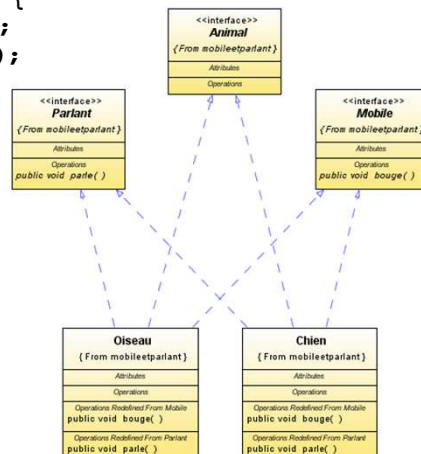 {
;
);
<<interface>>
Animal
{From mobileetparlant}
Attributes
Operations
<<interface>>
Parlant
{From mobileetparlant}
Attributes
Operations
public void parle( )
<<interface>>
Mobile
{From mobileetparlant}
Attributes
Operations
public void bouge( )
Oiseau
{ From mobileetparlant }
Attributes
Operations
Operations Redefined From Mobile
public void bouge( )
Operations Redefined From Parlant
public void parle( )
Chien
{ From mobileetparlant }
Attributes
Operations
Operations Redefined From Mobile
public void bouge( )
Operations Redefined From Parlant
public void parle( )